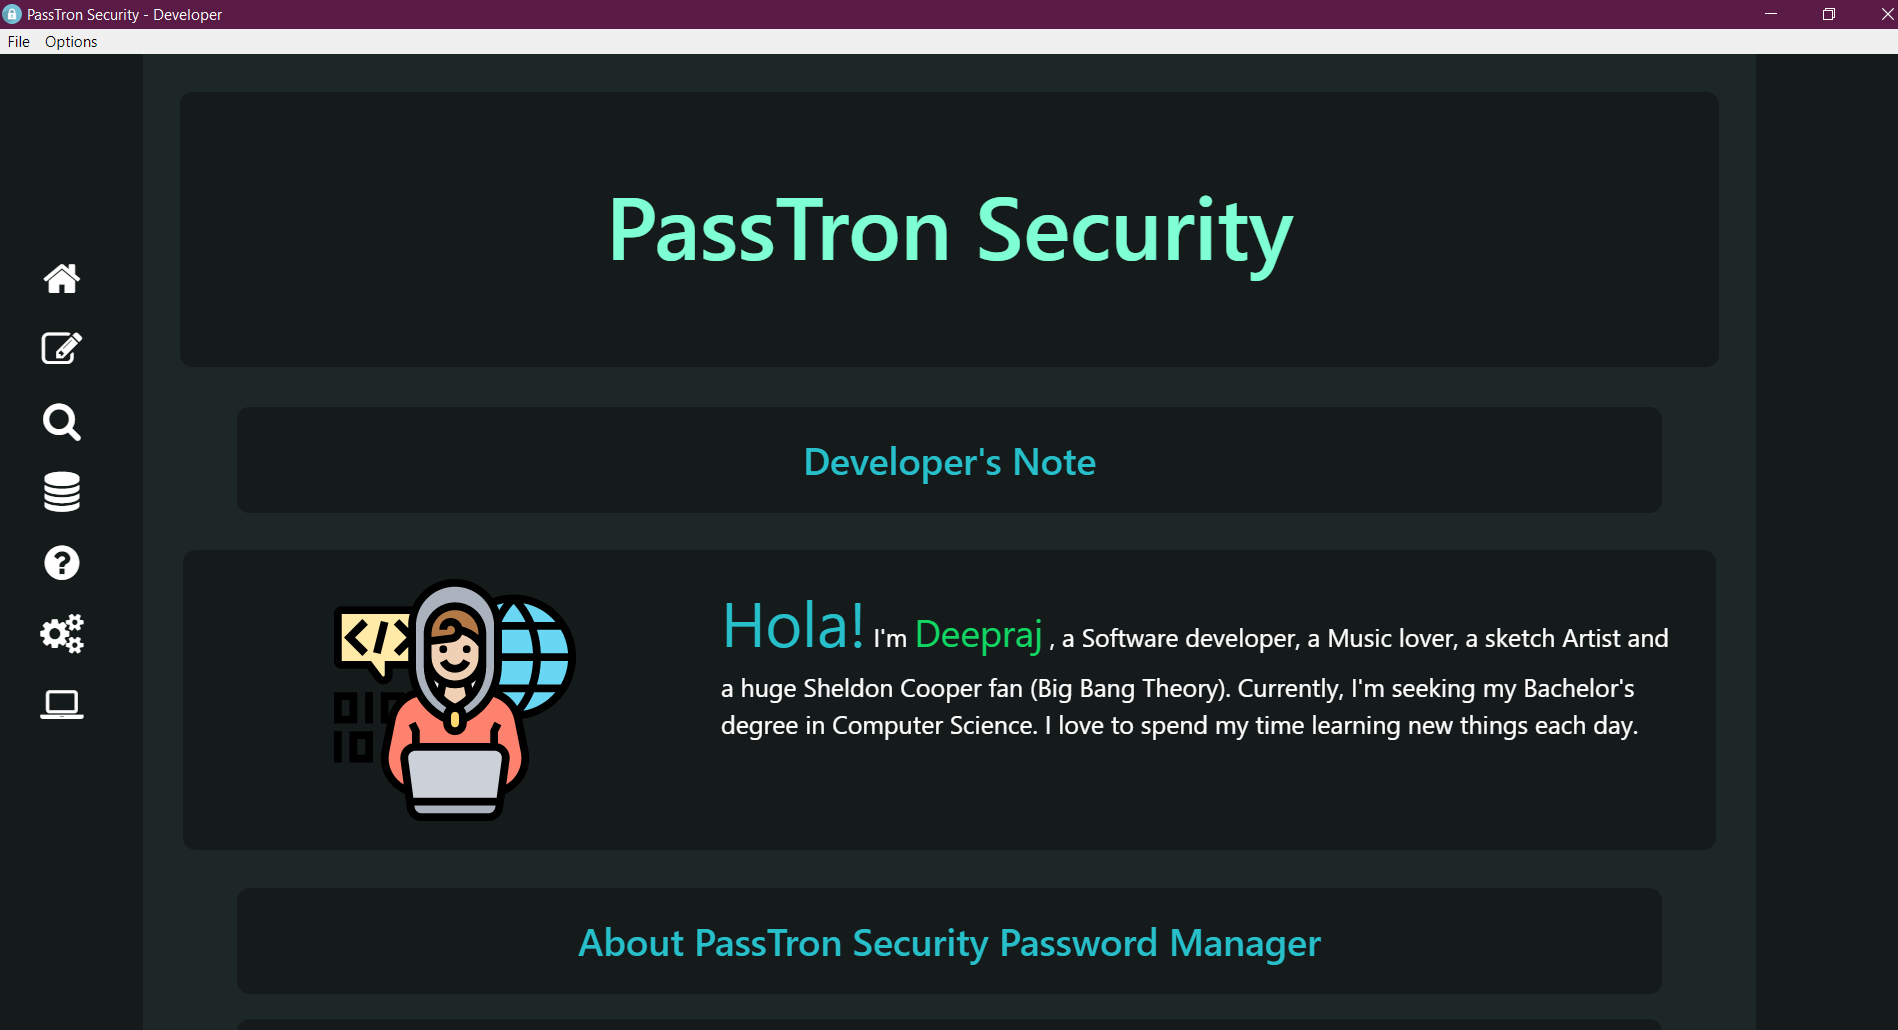 PassTron Security - Developer
File Options
PassTron Security
Developer's Note
</>
Hola! I'm Deepraj , a Software developer, a Music lover, a sketch Artist and
a huge Sheldon Cooper fan (Big Bang Theory). Currently, I'm seeking my Bachelor's
degree in Computer Science. I love to spend my time learning new things each day.
About PassTron Security Password Manager